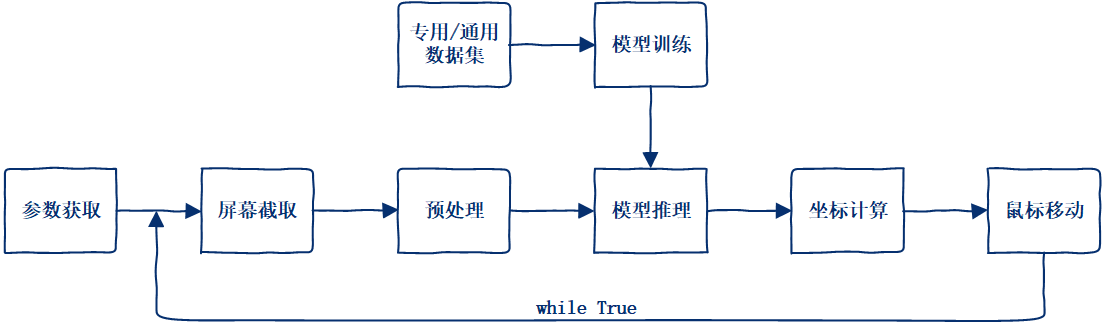 专用/通用
数据集
模型训练
参数获取
屏幕截取
预处理
模型推理
坐标计算
鼠标移动
while True